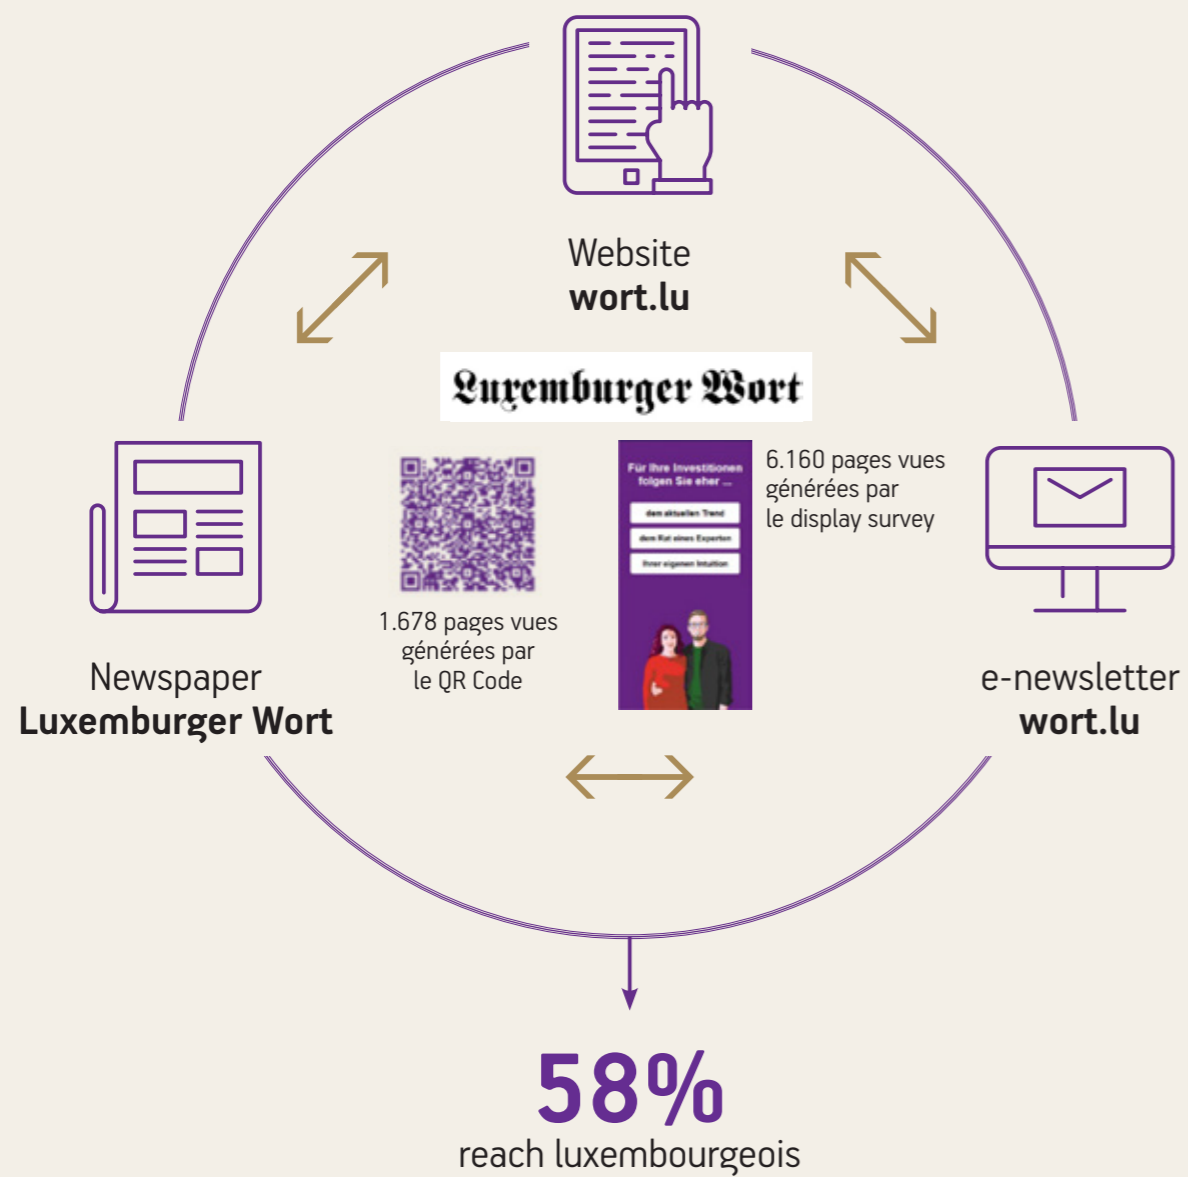 Website
wort.lu
Luxemburger Wort
Für Ihre Investitionen
folgen Sie eher ...
dem aktuellen Trend
dem Rat eines Experten
Ihrer eigenen Intuition
6.160 pages vues
générées par
le display survey
1.678 pages vues
générées par
le QR Code
Newspaper
Luxemburger Wort
e-newsletter
wort.lu
58%
reach luxembourgeois